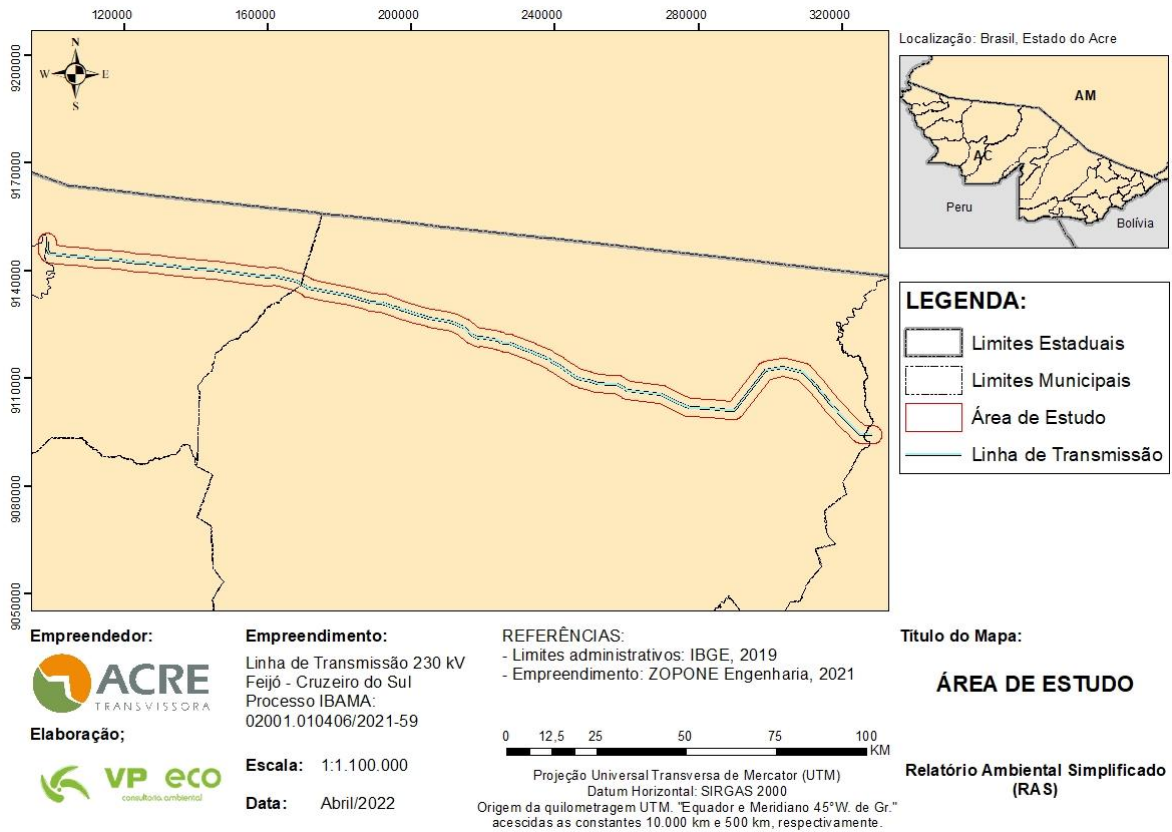 120000
160000
200000
240000
280000
320000
9200000
9170000
9140000
9110000
9080000
9050000
N
W
E
S
Localização: Brasil, Estado do Acre
AM
AC
Peru
Bolívia
LEGENDA:
Limites Estaduais
Limites Municipais
Área de Estudo
Linha de Transmissão
Empreendedor:
ACRE
TRANSVISSORA
Elaboração;
VP eco
consultoria ambiental
Empreendimento:
Linha de Transmissão 230 kV
Feijó - Cruzeiro do Sul
Processo IBAMA:
02001.010406/2021-59
Escala: 1:1.100.000
Data: Abril/2022
REFERÊNCIAS:
- Limites administrativos: IBGE, 2019
- Empreendimento: ZOPONE Engenharia, 2021
0 12,5 25 50 75 100
KM
Projeção Universal Transversa de Mercator (UTM)
Datum Horizontal: SIRGAS 2000
Origem da quilometragem UTM. "Equador e Meridiano 45°W. de Gr."
acescidas as constantes 10.000 km e 500 km, respectivamente.
Titulo do Mapa:
ÁREA DE ESTUDO
Relatório Ambiental Simplificado
(RAS)